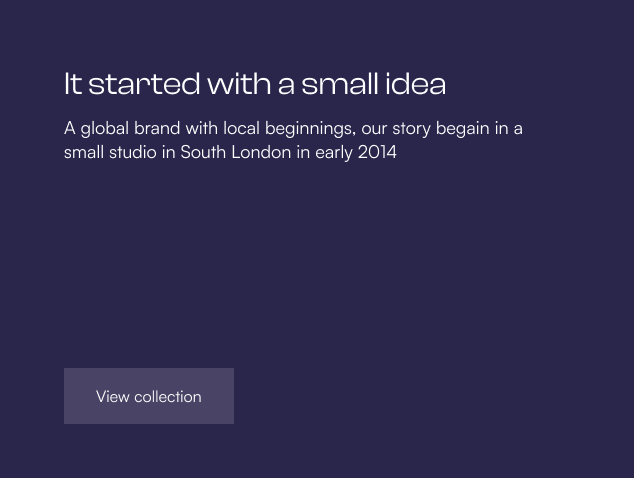 It started with a small idea
A global brand with local beginnings, our story begain in a
small studio in South London in early 2014
View collection